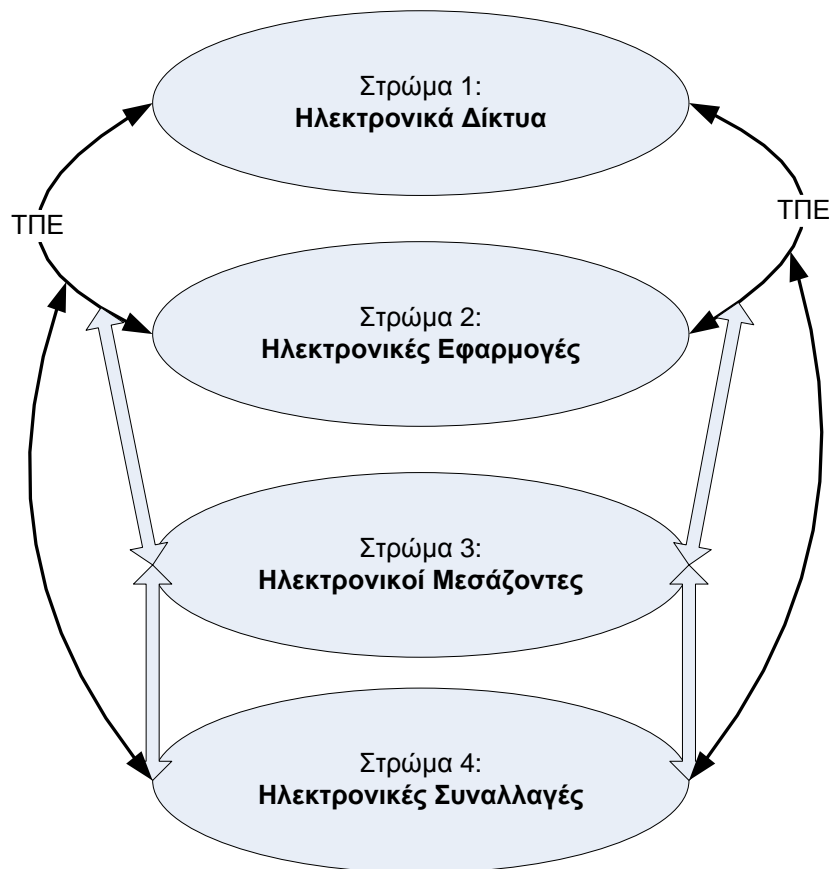 Στρώμα 1:
Ηλεκτρονικά Δίκτυα
ΤΠΕ
ΤΠΕ
Στρώμα 2:
Ηλεκτρονικές Εφαρμογές
Στρώμα 3:
Ηλεκτρονικοί Μεσάζοντες
Στρώμα 4:
Ηλεκτρονικές Συναλλαγές